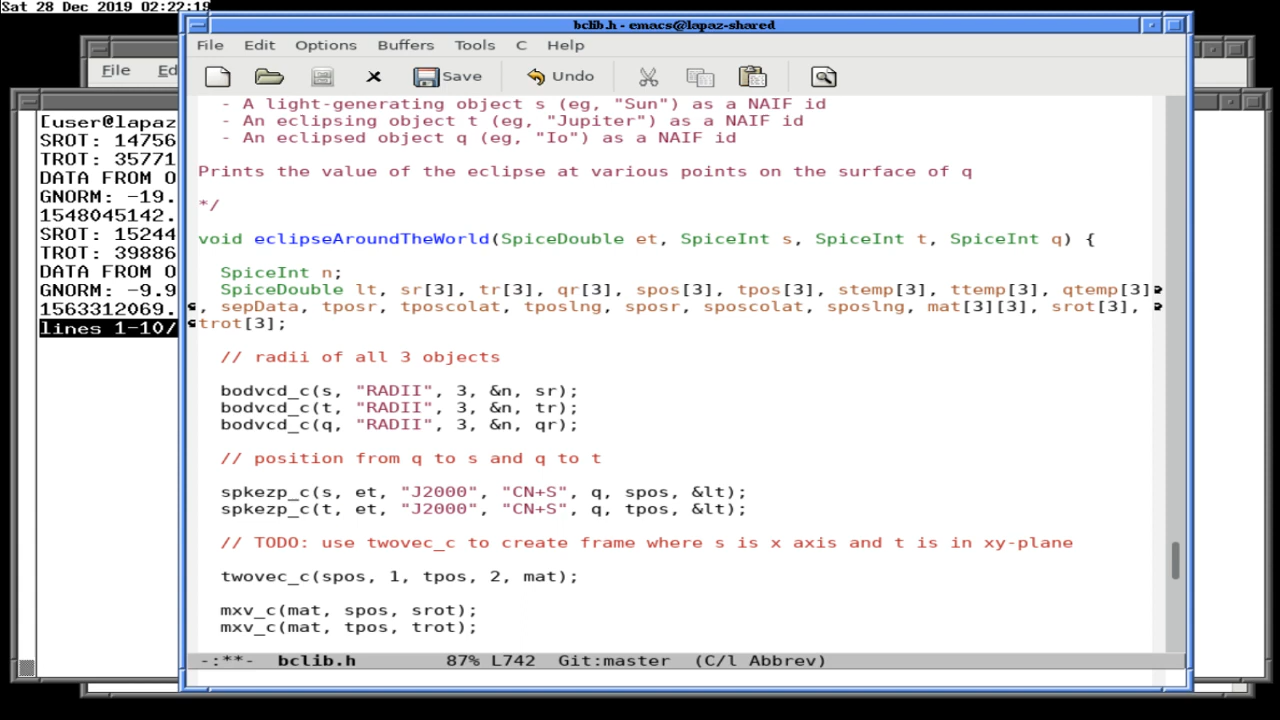 Sat 28 Dec 2019 02:22:19
bclib.h - emacs@lapaz-shared
File Edit Options Buffers Tools C Help
Save Undo
File Ed
- A light-generating object s (eg, "Sun") as a NAIF id
- An eclipsing object t (eg, "Jupiter") as a NAIF id
- An eclipsed object q (eg, "Io") as a NAIF id
Prints the value of the eclipse at various points on the surface of q
*/
void eclipseAroundTheWorld(SpiceDouble et, SpiceInt s, SpiceInt t, SpiceInt q) {
SpiceInt n;
SpiceDouble lt, sr[3], tr[3], qr[3], spos[3], tpos[3], stemp[3], ttemp[3], qtemp[3]
, sepData, tposr, tposcolat, tposlng, sposr, sposcolat, sposlng, mat[3][3], srot[3],
trot[3];
// radii of all 3 objects
bodvcd_c(s, "RADII", 3, &n, sr);
bodvcd_c(t, "RADII", 3, &n, tr);
bodvcd_c(q, "RADII", 3, &n, qr);
// position from q to s and q to t
spkezp_c(s, et, "J2000", "CN+S", q, spos, &lt);
spkezp_c(t, et, "J2000", "CN+S", q, tpos, &lt);
// TODO: use twovec_c to create frame where s is x axis and t is in xy-plane
twovec_c(spos, 1, tpos, 2, mat);
mxv_c(mat, spos, srot);
mxv_c(mat, tpos, trot);
-:**- bclib.h 87% L742 Git:master (C/l Abbrev)
[user@lapaz
SROT: 14756
TROT: 35771
DATA FROM O
GNORM: -19.
1548045142.
SROT: 15244
TROT: 39886
DATA FROM O
GNORM: -9.9
1563312069.
lines 1-10/